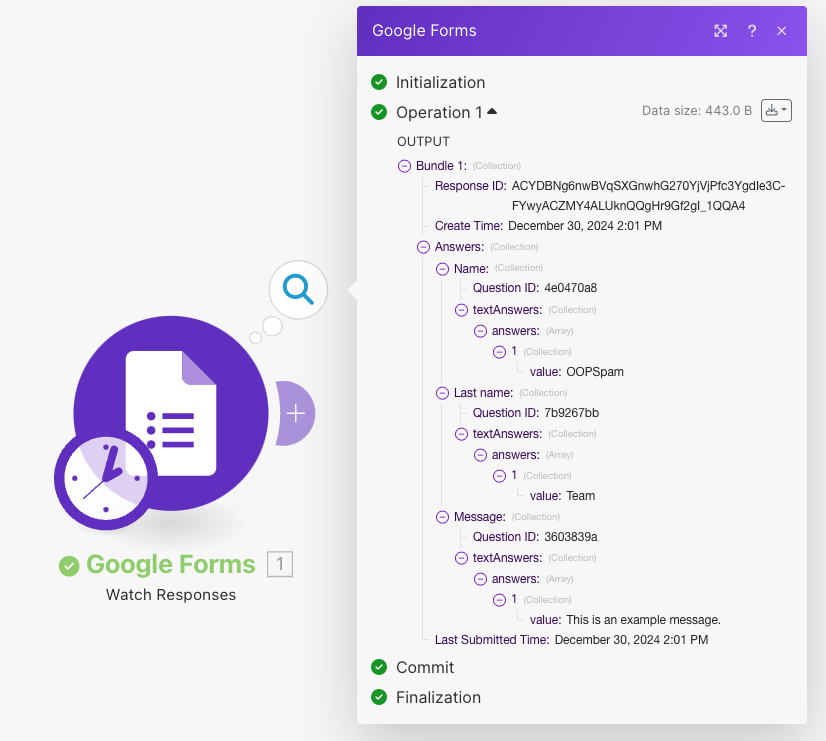 Google Forms
?
Initialization
Operation 1
Data size: 443.0 B
OUTPUT
Bundle 1: (Collection)
Response ID: ACYDBNg6nwBVqSXGnwhG270YjVjPfc3YgdIe3C-
FYwyACZMY4ALUknQQgHr9Gf2gI_1QQA4
Create Time: December 30, 2024 2:01 PM
Answers: (Collection)
Name: (Collection)
Question ID: 4e0470a8
textAnswers: (Collection)
answers: (Array)
1 (Collection)
value: OOPSpam
Last name: (Collection)
Question ID: 7b9267bb
textAnswers: (Collection)
answers: (Array)
1 (Collection)
value: Team
Message: (Collection)
Question ID: 3603839a
textAnswers: (Collection)
answers: (Array)
1 (Collection)
value: This is an example message.
Last Submitted Time: December 30, 2024 2:01 PM
Commit
Finalization
Google Forms 1
Watch Responses